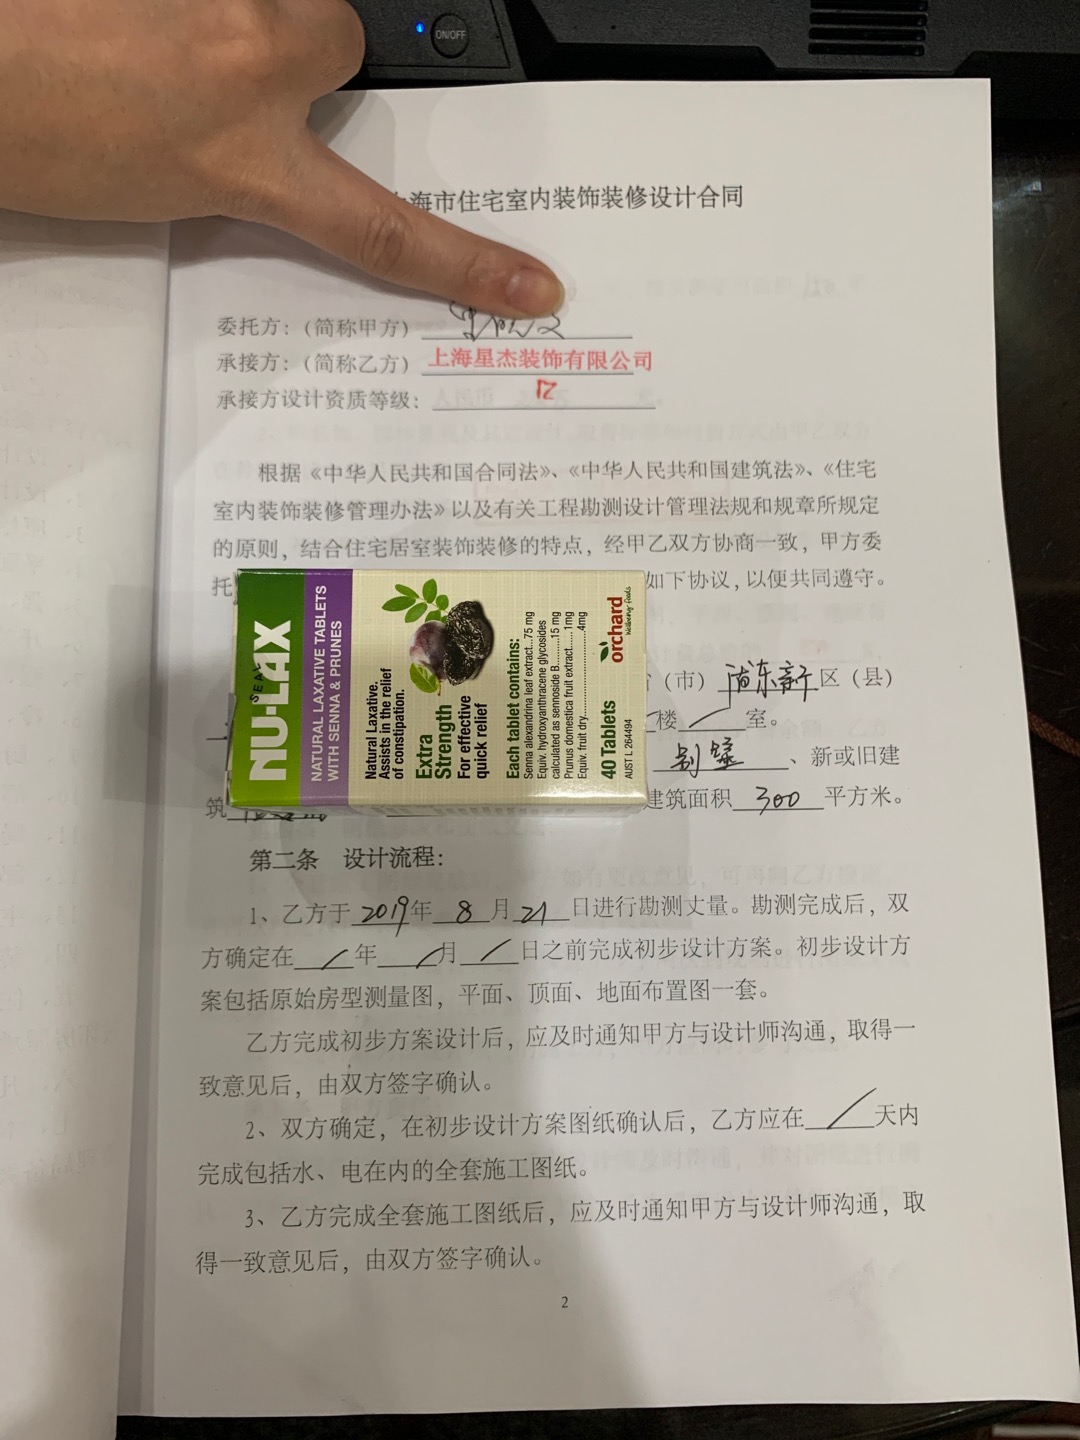 ON/OFF
海市住宅室内装饰装修设计合同
委托方：（简称甲方）
承接方：（简称乙方）上海星杰装饰有限公司
承接方设计资质等级：
根据《中华人民共和国合同法》、《中华人民共和国建筑法》、《住宅
室内装饰装修管理办法》以及有关工程勘测设计管理法规和规章所规定
的原则，结合住宅居室装饰装修的特点，经甲乙双方协商一致，甲方委
托 如下协议，以便共同遵守。
（市）浦东新区（县）
楼 / 室。
别墅、新或旧建
筑 建筑面积 300 平方米。
NU-LAX
SEAL
NATURAL LAXATIVE TABLETS
WITH SENNA & PRUNES
Natural Laxative.
Assists in the relief
of constipation.
Extra
Strength
For effective
quick relief
Each tablet contains:
Senna alexandrina leaf extract...75 mg
Equiv. hydroxyanthracene glycosides
calculated as sennoside B..........15 mg
Prunus domestica fruit extract......1mg
Equiv. fruit dry..........................4mg
40 Tablets
AUST L 264494
orchard
Wellbeing Foods
第二条 设计流程：
1、乙方于 2019 年 8 月 21 日进行勘测丈量。勘测完成后，双
方确定在 / 年 / 月 / 日之前完成初步设计方案。初步设计方
案包括原始房型测量图，平面、顶面、地面布置图一套。
乙方完成初步方案设计后，应及时通知甲方与设计师沟通，取得一
致意见后，由双方签字确认。
2、双方确定，在初步设计方案图纸确认后，乙方应在 / 天内
完成包括水、电在内的全套施工图纸。
3、乙方完成全套施工图纸后，应及时通知甲方与设计师沟通，取
得一致意见后，由双方签字确认。
2